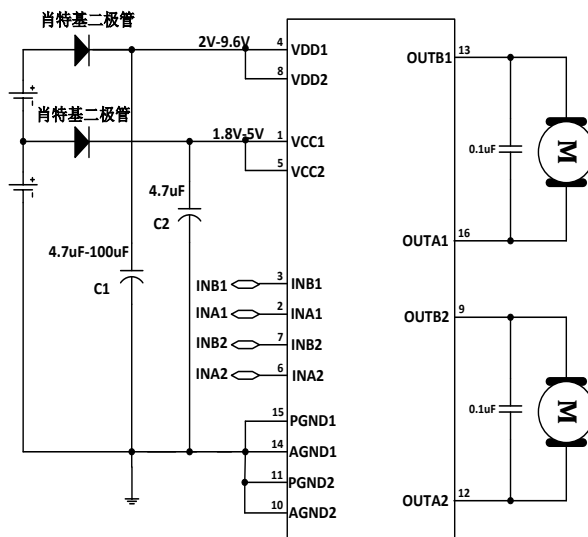 肖特基二极管
2V-9.6V
4
VDD1
8
VDD2
肖特基二极管
1.8V-5V
1
VCC1
5
VCC2
4.7uF
C2
4.7uF-100uF
C1
INB1
3
INB1
INA1
2
INA1
INB2
7
INB2
INA2
6
INA2
15
PGND1
14
AGND1
11
PGND2
10
AGND2
OUTB1
13
0.1uF
M
OUTA1
16
OUTB2
9
0.1uF
M
OUTA2
12